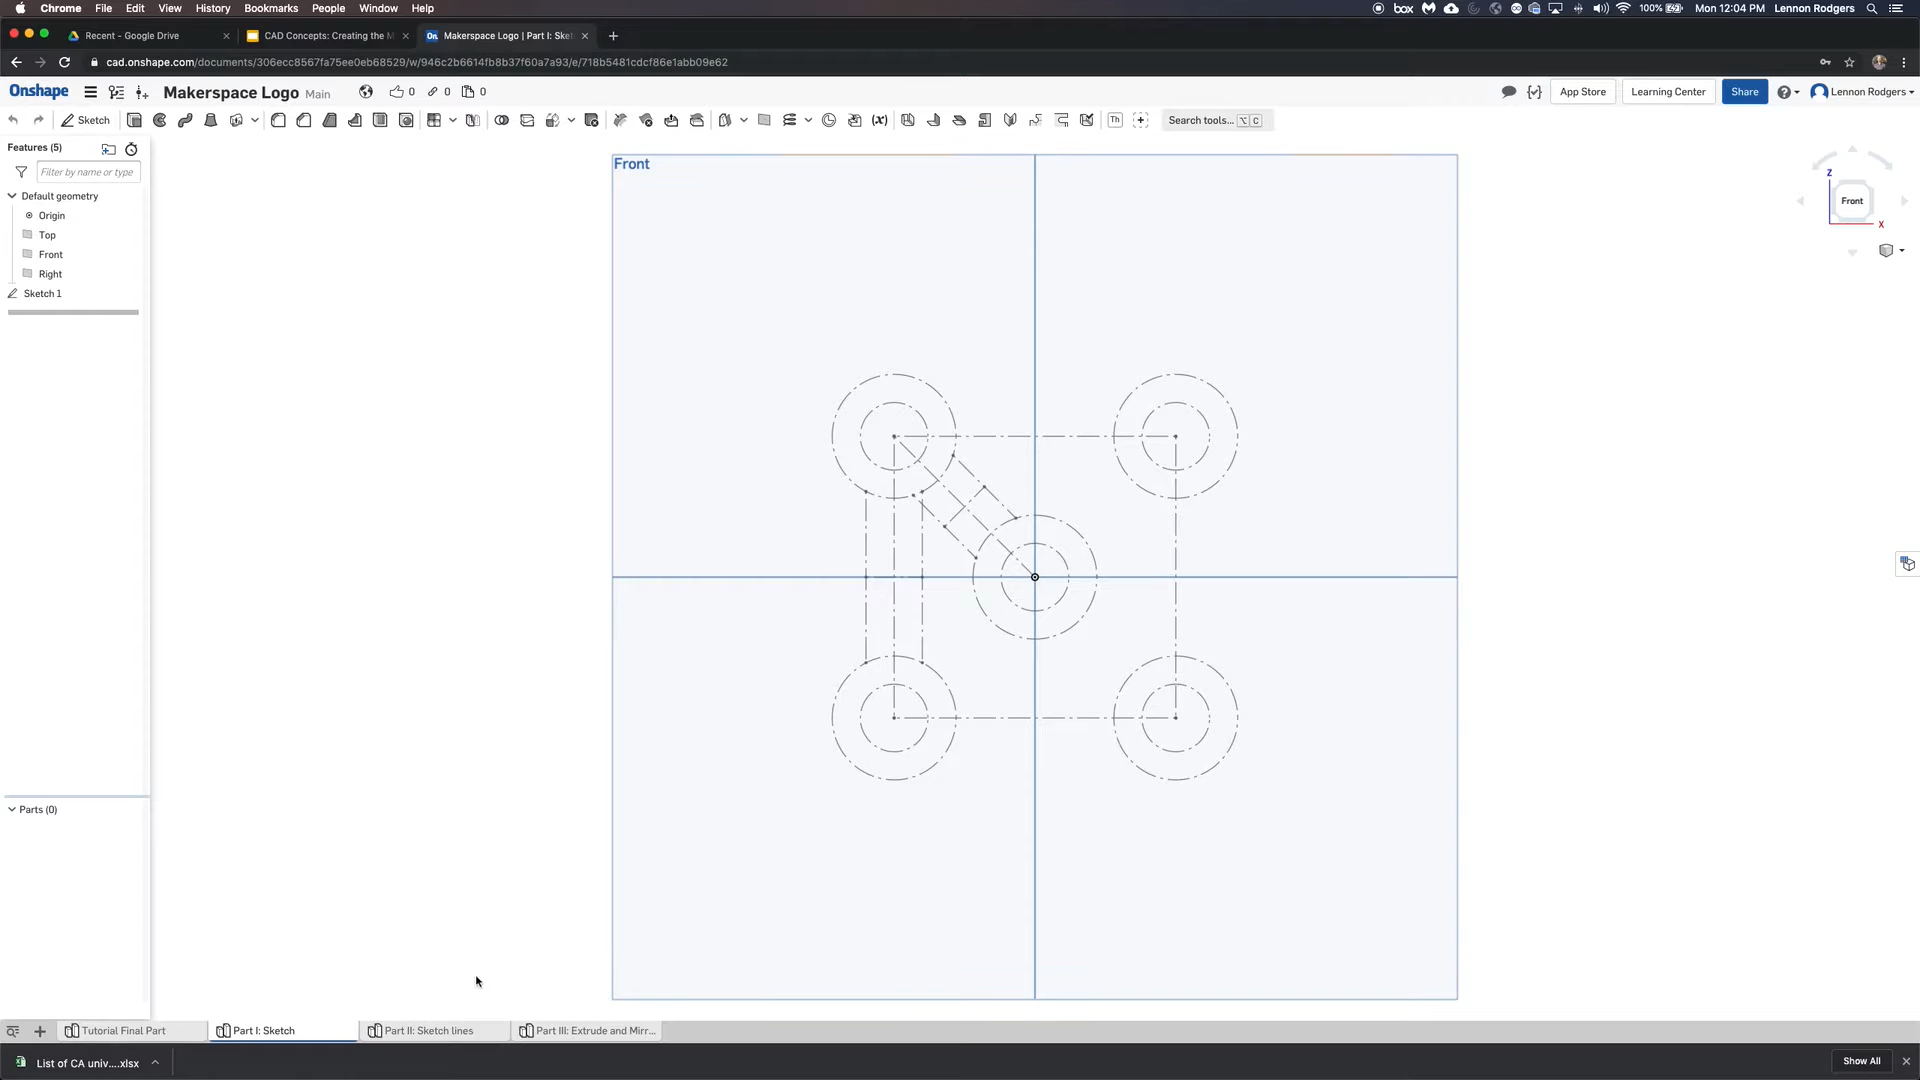 Chrome File Edit View History Bookmarks People Window Help
box 100% Mon 12:04 PM Lennon Rodgers
Recent - Google Drive
CAD Concepts: Creating the M
On Makerspace Logo | Part I: Sket
cad.onshape.com/documents/306ecc8567fa75ee0eb68529/w/946c2b6614fb8b37f60a7a93/e/718b5481cdcf86e1abb09e62
Onshape Makerspace Logo Main 0 0 0 App Store Learning Center Share Lennon Rodgers
Sketch (x) Th Search tools... ⌥ C
Features (5)
Filter by name or type
Default geometry
Origin
Top
Front
Right
Sketch 1
Parts (0)
Front
Z
Front
X
Tutorial Final Part
Part I: Sketch
Part II: Sketch lines
Part III: Extrude and Mirr...
List of CA univ....xlsx
Show All